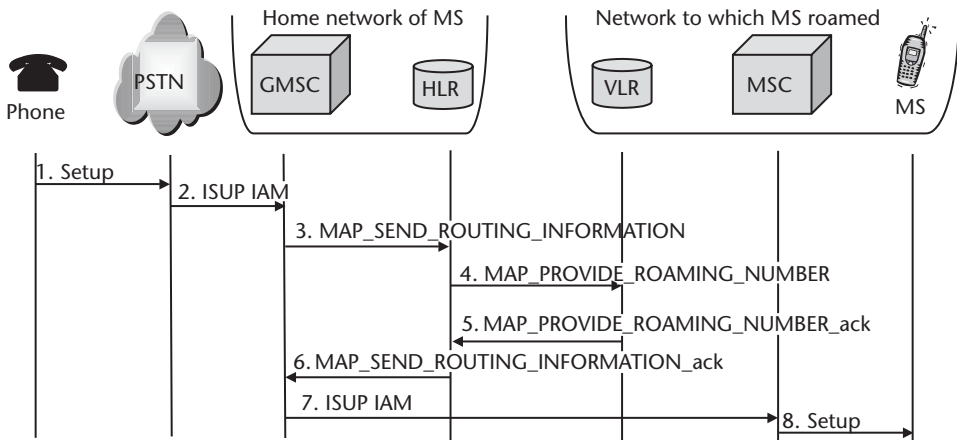 Home network of MS
Network to which MS roamed
Phone
PSTN
GMSC
HLR
VLR
MSC
MS
1. Setup
2. ISUP IAM
3. MAP_SEND_ROUTING_INFORMATION
4. MAP_PROVIDE_ROAMING_NUMBER
5. MAP_PROVIDE_ROAMING_NUMBER_ack
6. MAP_SEND_ROUTING_INFORMATION_ack
7. ISUP IAM
8. Setup